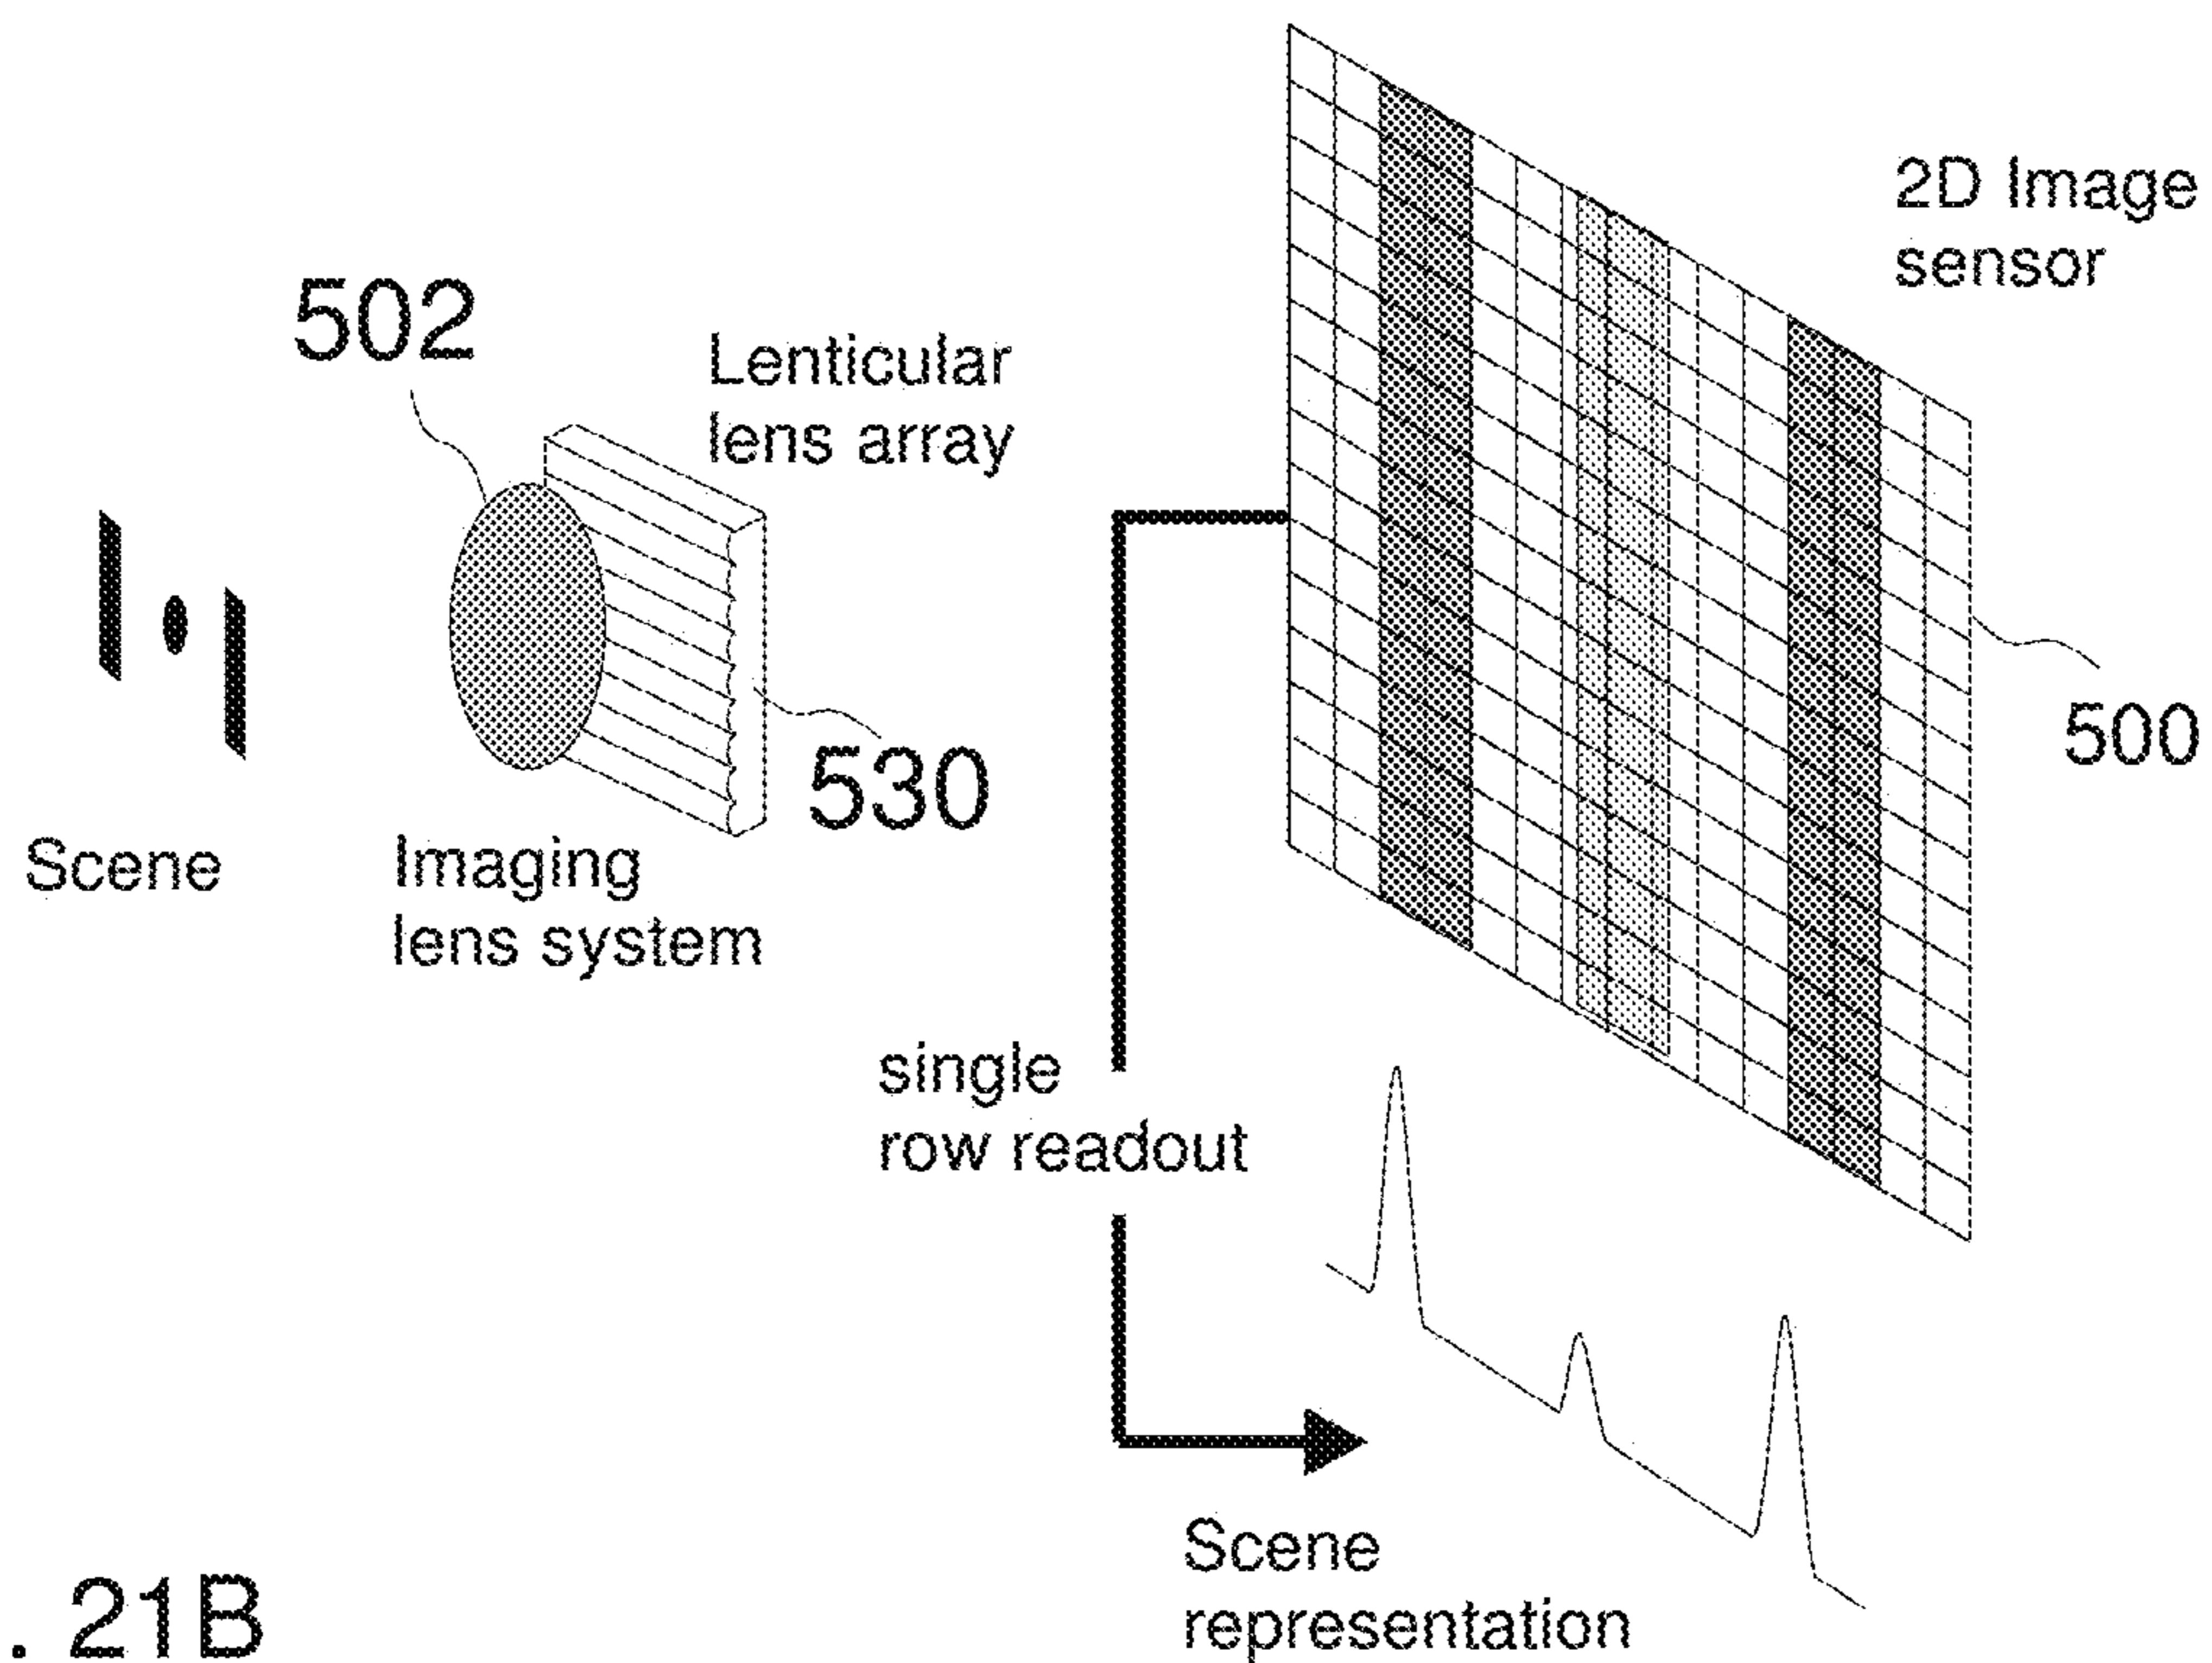 2D Image
sensor
502
Lenticular
lens array
500
530
Scene
Imaging
lens system
single
row readout
Scene
representation
. 21B